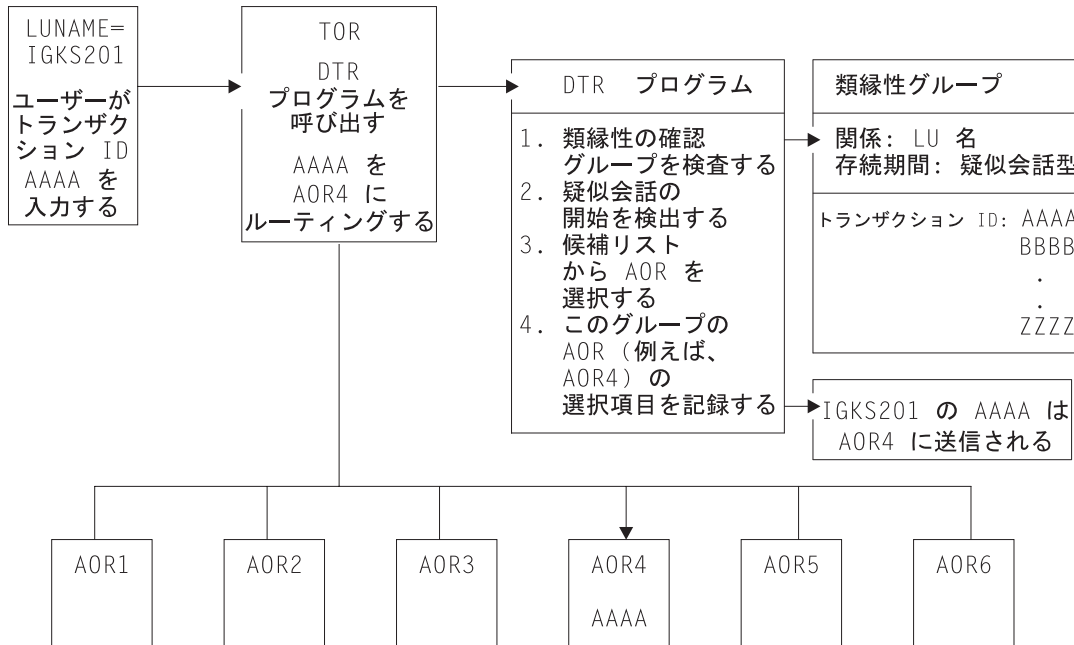 LUNAME=
IGKS201
ユーザーが
トランザク
ション ID
AAAA を
入力する
TOR
DTR
プログラムを
呼び出す
AAAA を
AOR4 に
ルーティングする
DTR プログラム
1. 類縁性の確認
グループを検査する
2. 疑似会話の
開始を検出する
3. 候補リスト
から AOR を
選択する
4. このグループの
AOR (例えば、
AOR4) の
選択項目を記録する
類縁性グループ
関係: LU 名
存続期間: 疑似会話型
トランザクション ID: AAAA
BBBB
.
.
ZZZZ
IGKS201 の AAAA は
AOR4 に送信される
AOR1
AOR2
AOR3
AOR4
AAAA
AOR5
AOR6